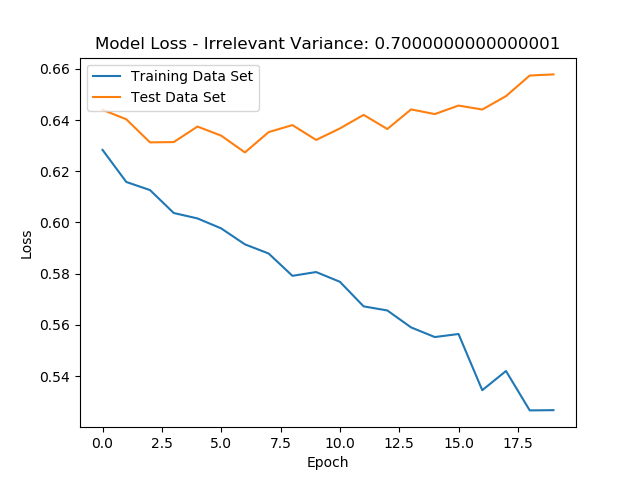 Model Loss - Irrelevant Variance: 0.7000000000000001
Training Data Set
Test Data Set
0.66
0.64
0.62
0.60
0.58
0.56
0.54
Loss
0.0 2.5 5.0 7.5 10.0 12.5 15.0 17.5
Epoch